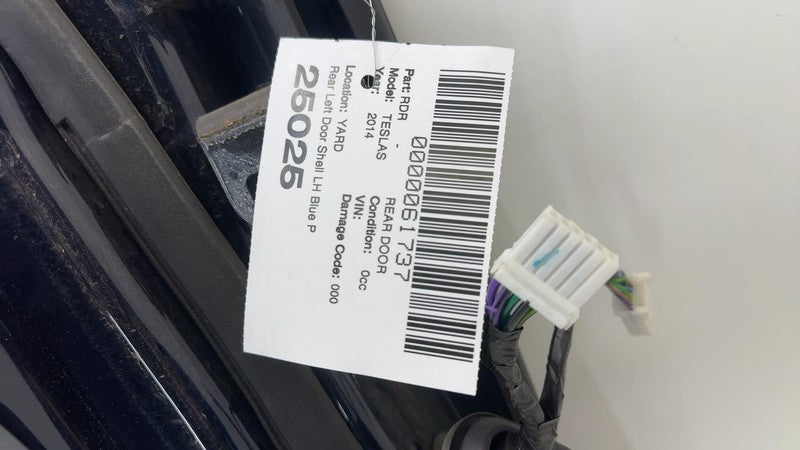 0000061737
Part: RDR - REAR DOOR
Model: TESLAS Condition: 0cc
Year: 2014 VIN:
Location: YARD Damage Code: 000
Rear Left Door Shell LH Blue P
25025